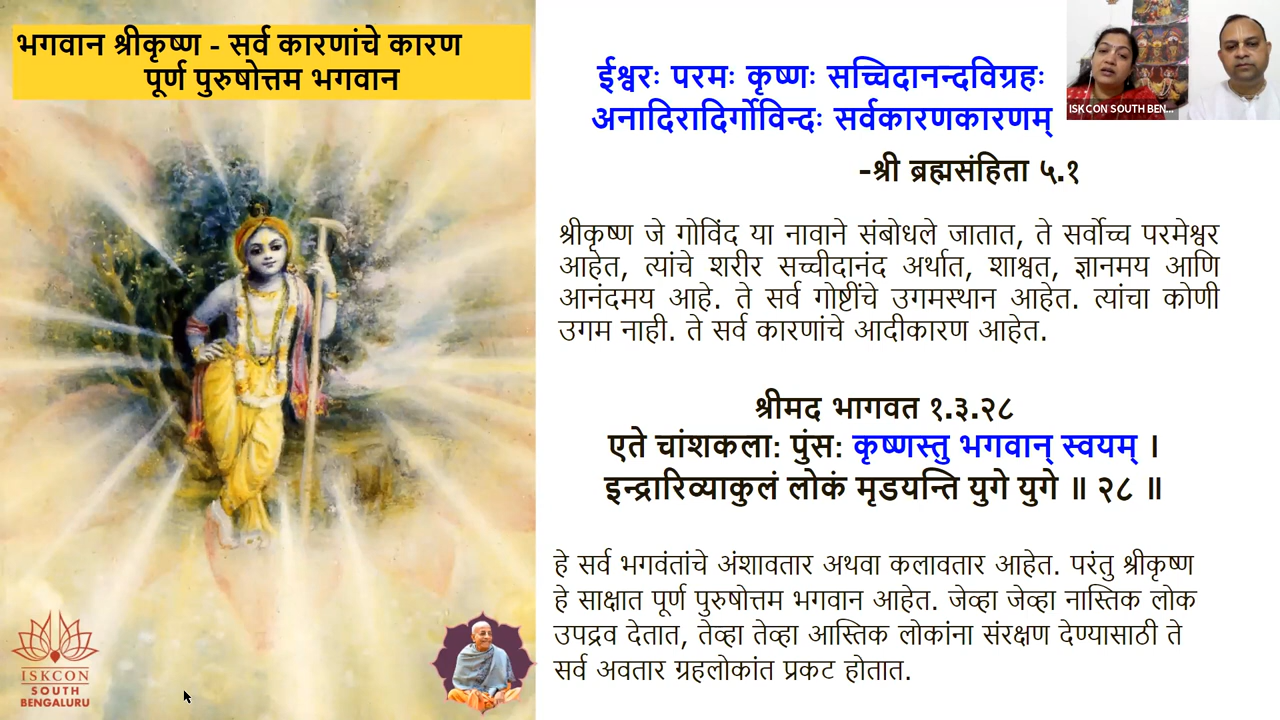 भगवान श्रीकृष्ण - सर्व कारणांचे कारण
पूर्ण पुरुषोत्तम भगवान
ईश्वरः परमः कृष्णः सच्चिदानन्दविग्रहः
अनादिरादिर्गोविन्दः सर्वकारणकारणम्
-श्री ब्रह्मसंहिता ५.१
श्रीकृष्ण जे गोविंद या नावाने संबोधले जातात, ते सर्वोच्च परमेश्वर
आहेत, त्यांचे शरीर सच्चीदानंद अर्थात, शाश्वत, ज्ञानमय आणि
आनंदमय आहे. ते सर्व गोष्टींचे उगमस्थान आहेत. त्यांचा कोणी
उगम नाही. ते सर्व कारणांचे आदीकारण आहेत.
श्रीमद भागवत १.३.२८
एते चांशकला: पुंस: कृष्णस्तु भगवान् स्वयम् ।
इन्द्रारिव्याकुलं लोकं मृडयन्ति युगे युगे ॥ २८ ॥
हे सर्व भगवंतांचे अंशावतार अथवा कलावतार आहेत. परंतु श्रीकृष्ण
हे साक्षात पूर्ण पुरुषोत्तम भगवान आहेत. जेव्हा जेव्हा नास्तिक लोक
उपद्रव देतात, तेव्हा तेव्हा आस्तिक लोकांना संरक्षण देण्यासाठी ते
सर्व अवतार ग्रहलोकांत प्रकट होतात.
ISKCON SOUTH BEN...
ISKCON
SOUTH
BENGALURU